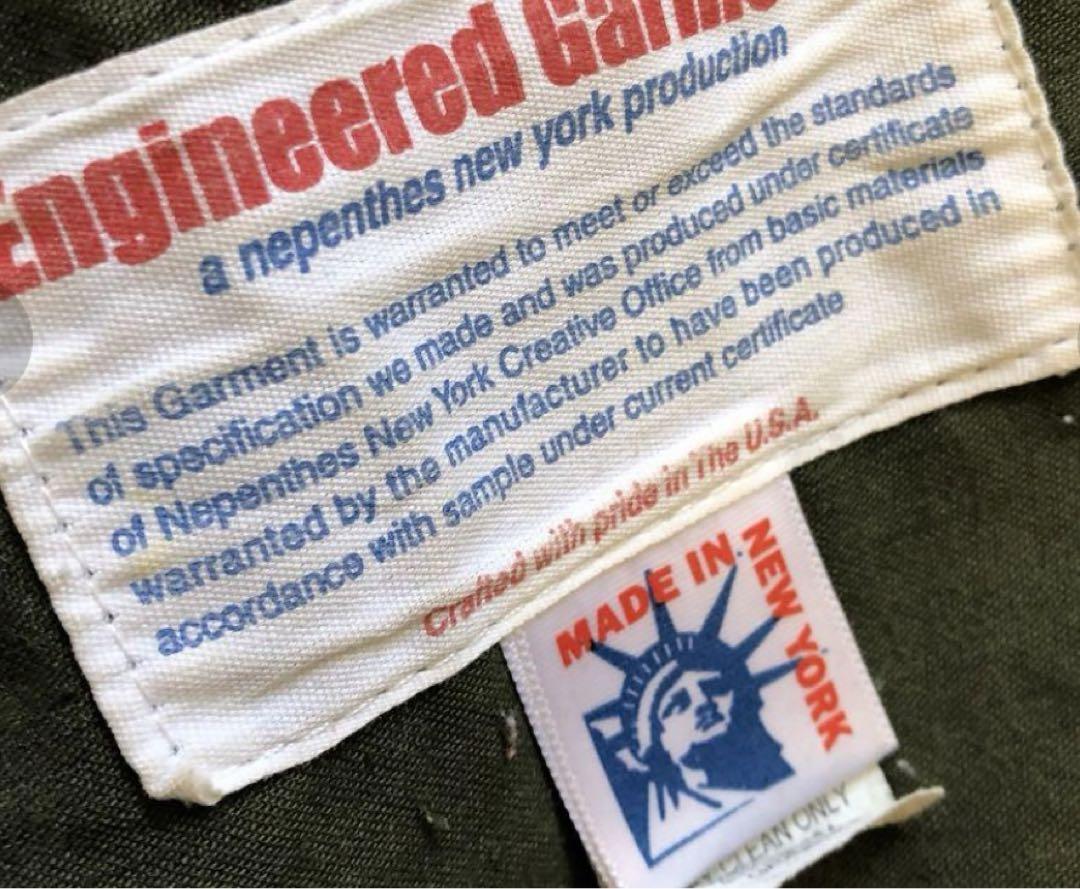 Engineered Garm
a nepenthes new york production
This Garment is warranted to meet or exceed the standards
of specification we made and was produced under certificate
of Nepenthes New York Creative Office from basic materials
warranted by the manufacturer to have been produced in
accordance with sample under current certificate
Crafted with pride in The U.S.A.
MADE IN
NEW YORK
CLEAN ONLY